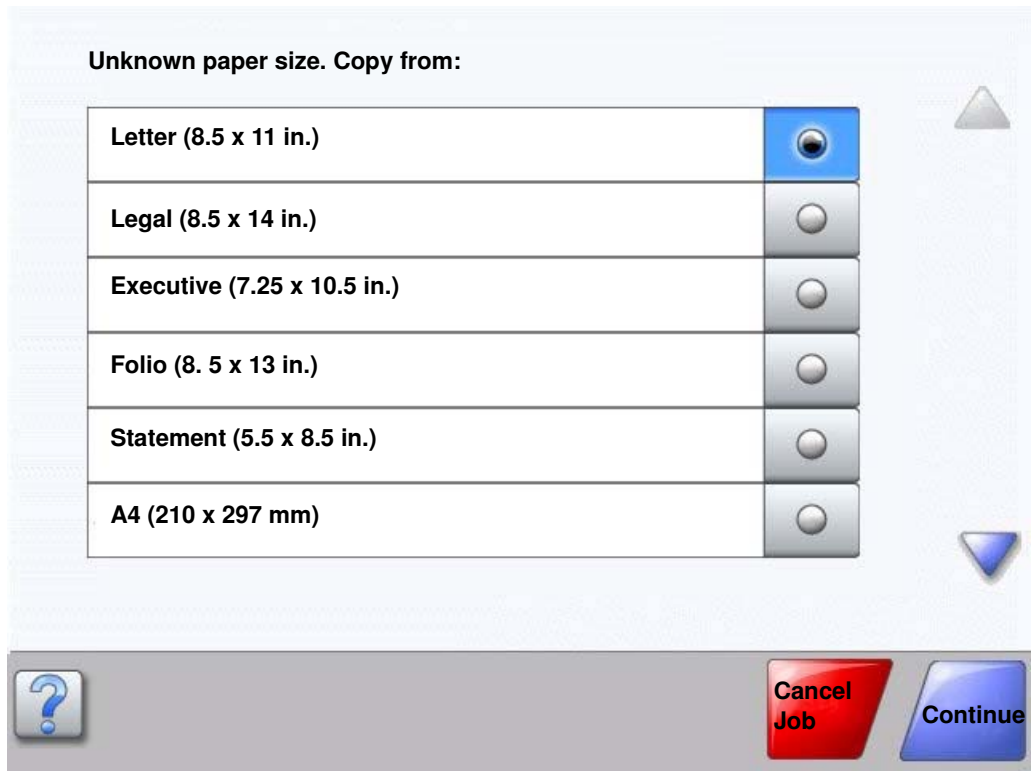 Unknown paper size. Copy from:
Letter (8.5 x 11 in.)
Legal (8.5 x 14 in.)
Executive (7.25 x 10.5 in.)
Folio (8. 5 x 13 in.)
Statement (5.5 x 8.5 in.)
A4 (210 x 297 mm)
?
Cancel
Job
Continue